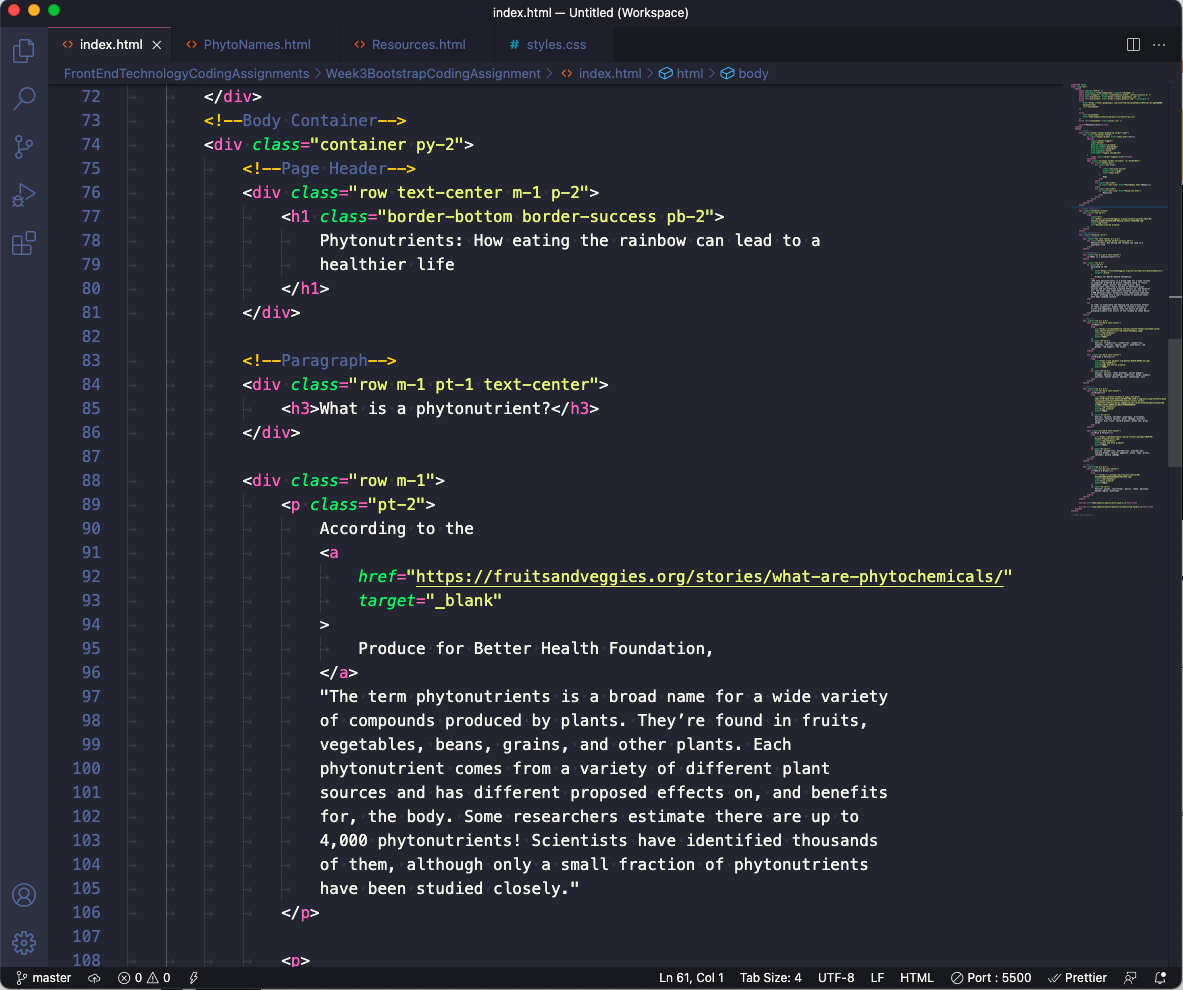 index.html — Untitled (Workspace)
index.html PhytoNames.html Resources.html # styles.css
FrontEndTechnologyCodingAssignments > Week3BootstrapCodingAssignment > index.html > html > body
72 </div>
73 <!--Body Container-->
74 <div class="container py-2">
75 <!--Page Header-->
76 <div class="row text-center m-1 p-2">
77 <h1 class="border-bottom border-success pb-2">
78 Phytonutrients: How eating the rainbow can lead to a
79 healthier life
80 </h1>
81 </div>
82
83 <!--Paragraph-->
84 <div class="row m-1 pt-1 text-center">
85 <h3>What is a phytonutrient?</h3>
86 </div>
87
88 <div class="row m-1">
89 <p class="pt-2">
90 According to the
91 <a
92 href="https://fruitsandveggies.org/stories/what-are-phytochemicals/"
93 target="_blank"
94 >
95 Produce for Better Health Foundation,
96 </a>
97 "The term phytonutrients is a broad name for a wide variety
98 of compounds produced by plants. They’re found in fruits,
99 vegetables, beans, grains, and other plants. Each
100 phytonutrient comes from a variety of different plant
101 sources and has different proposed effects on, and benefits
102 for, the body. Some researchers estimate there are up to
103 4,000 phytonutrients! Scientists have identified thousands
104 of them, although only a small fraction of phytonutrients
105 have been studied closely."
106 </p>
107
108 <p>
master 0 0 Ln 61, Col 1 Tab Size: 4 UTF-8 LF HTML Port : 5500 Prettier